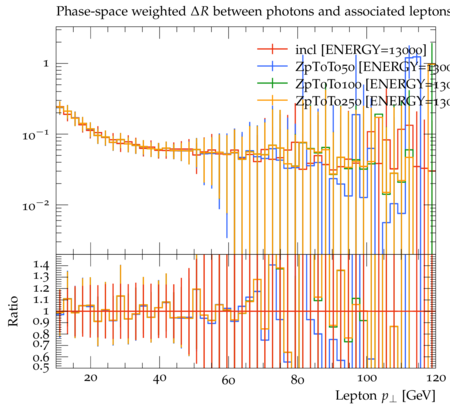 Phase-space weighted ΔR between photons and associated leptons
incl [ENERGY=13000]
ZpToTo50 [ENERGY=1300
ZpToTo100 [ENERGY=130
ZpToTo250 [ENERGY=130
1
10⁻¹
10⁻²
1.4
1.3
1.2
1.1
1
0.9
0.8
0.7
0.6
0.5
Ratio
20 40 60 80 100 120
Lepton p⊥ [GeV]